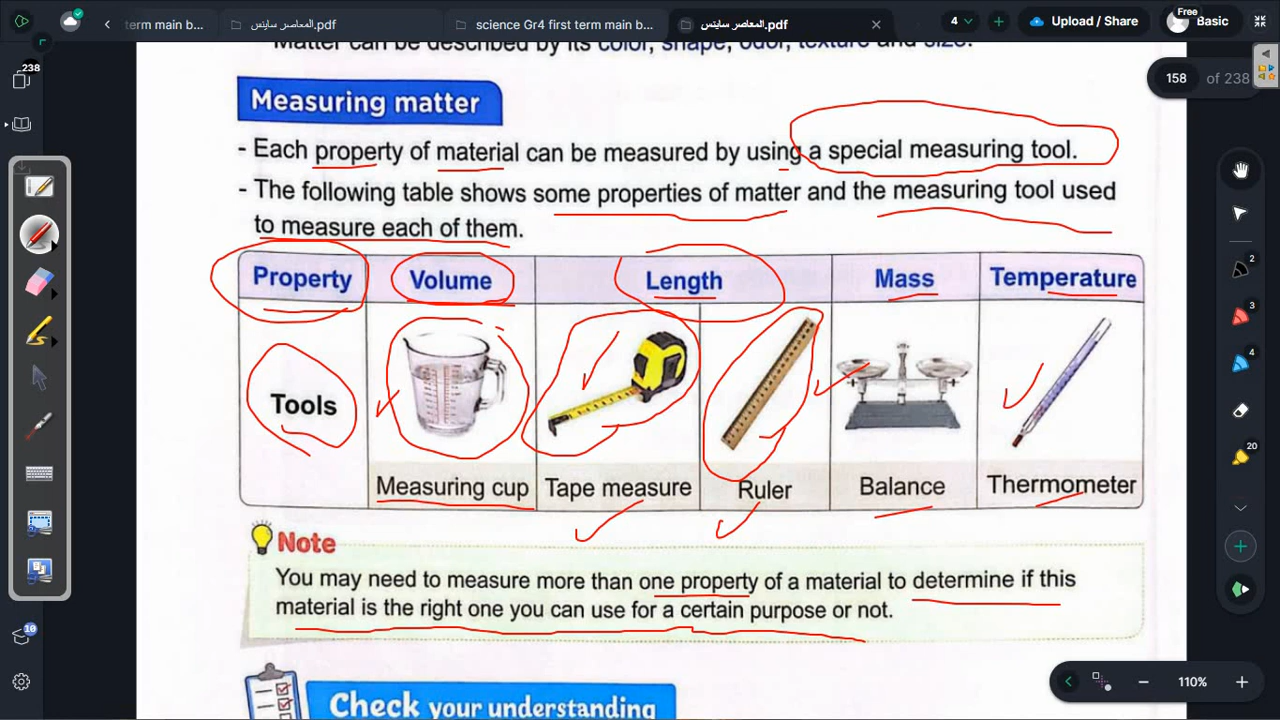 term main b...
المعاصر ساينس.pdf
science Gr4 first term main b...
المعاصر ساينس.pdf
4
Upload / Share
Free
Basic
238
158 of 238
Matter can be described by its color, shape, odor, texture and size.
Measuring matter
- Each property of material can be measured by using a special measuring tool.
- The following table shows some properties of matter and the measuring tool used
to measure each of them.
Property Volume Length Mass Temperature
Tools
Measuring cup Tape measure Ruler Balance Thermometer
Note
You may need to measure more than one property of a material to determine if this
material is the right one you can use for a certain purpose or not.
Check your understanding
2
3
4
20
10
110%